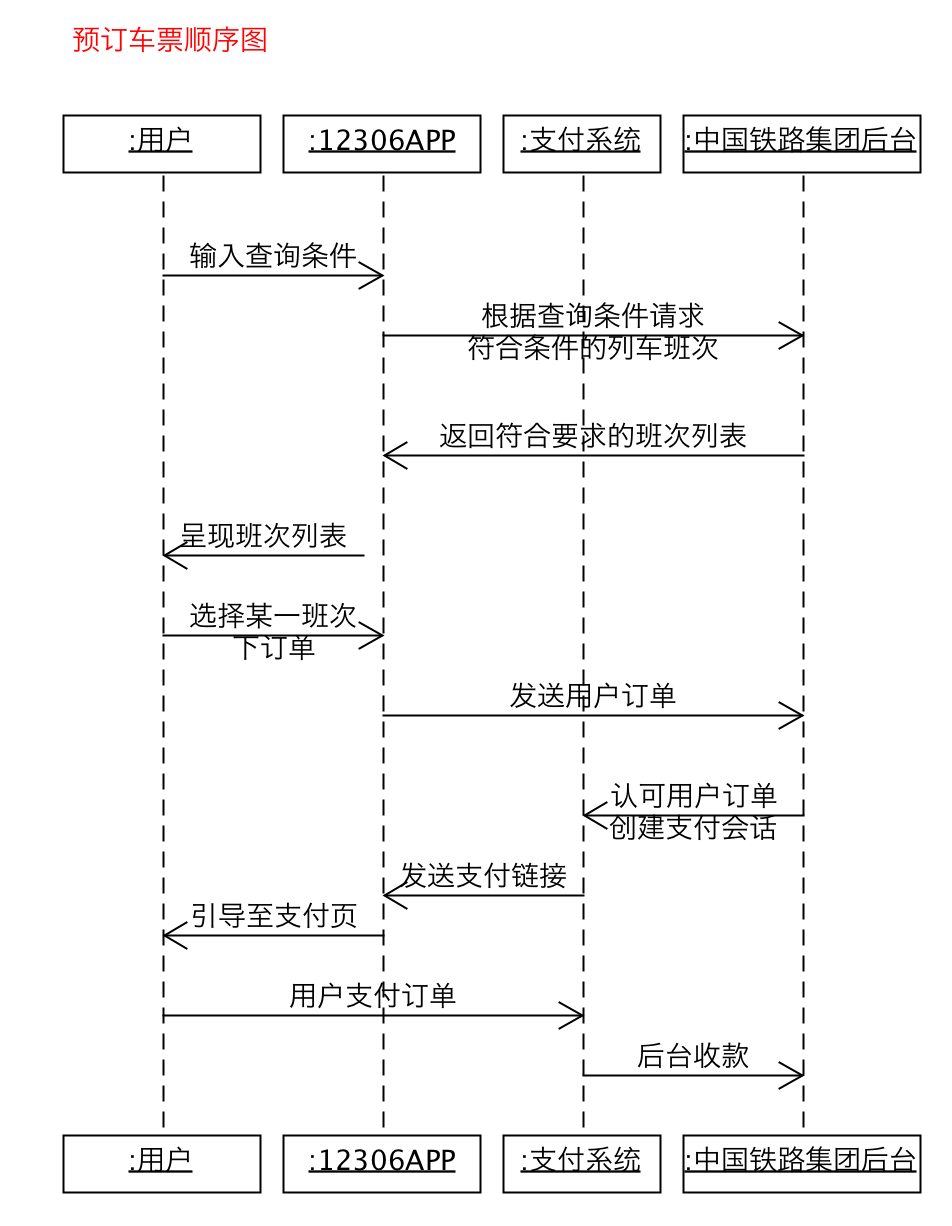 预订车票顺序图
:用户
:12306APP
:支付系统
:中国铁路集团后台
输入查询条件
根据查询条件请求
符合条件的列车班次
返回符合要求的班次列表
呈现班次列表
选择某一班次
下订单
发送用户订单
认可用户订单
创建支付会话
发送支付链接
引导至支付页
用户支付订单
后台收款
:用户
:12306APP
:支付系统
:中国铁路集团后台